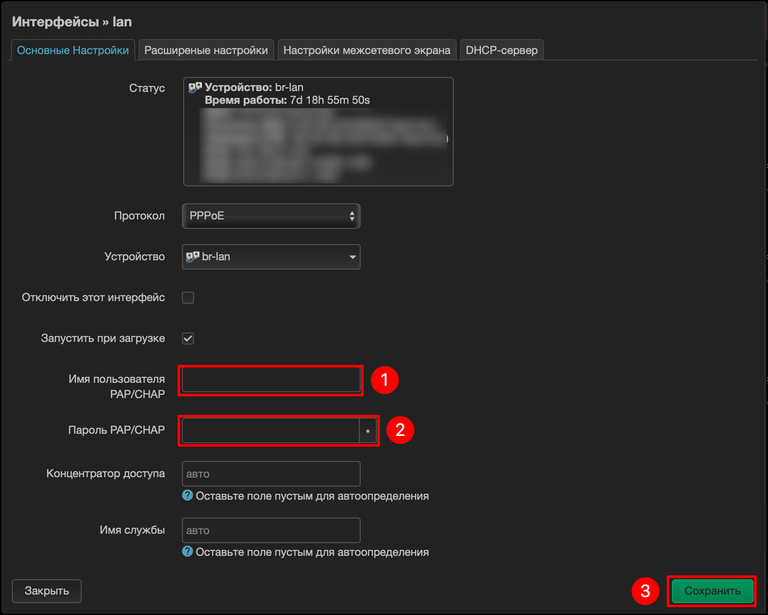 Интерфейсы » lan
Основные Настройки
Расширеные настройки
Настройки межсетевого экрана
DHCP-сервер
Статус
Устройство: br-lan
Время работы: 7d 18h 55m 50s
Протокол
PPPoE
Устройство
br-lan
Отключить этот интерфейс
Запустить при загрузке
Имя пользователя
PAP/CHAP
1
Пароль PAP/CHAP
*
2
Концентратор доступа
авто
Оставьте поле пустым для автоопределения
Имя службы
авто
Оставьте поле пустым для автоопределения
Закрыть
3
Сохранить